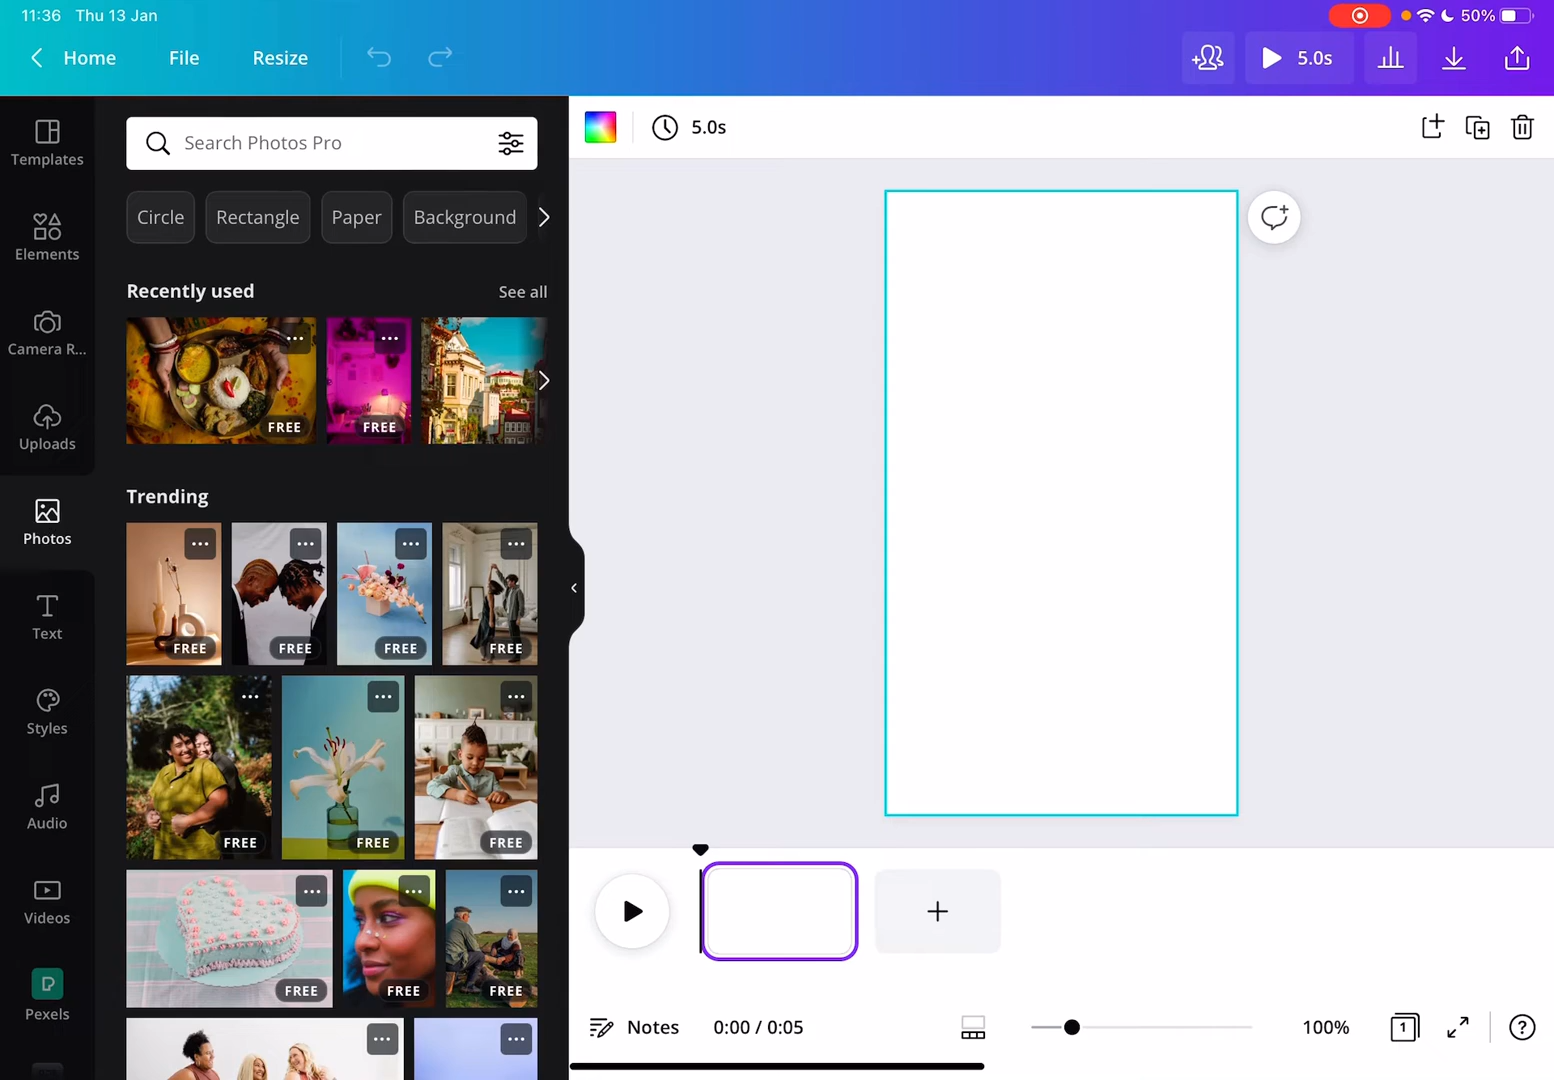 11:36 Thu 13 Jan
50%
Home File Resize
5.0s
Templates
Elements
Camera R...
Uploads
Photos
Text
Styles
Audio
Videos
Pexels
Search Photos Pro
Circle Rectangle Paper Background
Recently used See all
FREE FREE
Trending
FREE FREE FREE FREE
FREE FREE FREE
FREE FREE FREE
5.0s
Notes 0:00 / 0:05 100% 1